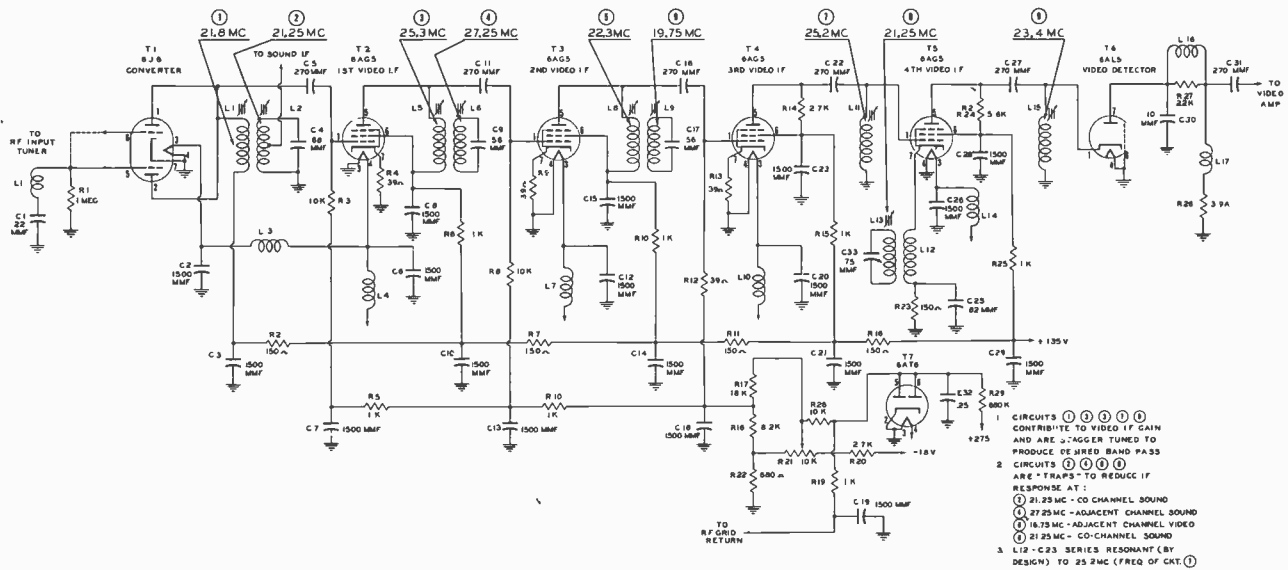 ① ② ③ ④ ⑤ ⑨ ⑦ ⑧ ⑨
21.8 MC 21.25 MC 25.3 MC 27.25 MC 22.3 MC 19.75 MC 25.2 MC 21.25 MC 23.4 MC
T1
6J6
CONVERTER
TO SOUND I.F
C5
270 MMF
T2
6AG5
1ST VIDEO I.F
C11
270 MMF
T3
6AG5
2ND VIDEO IF
C16
270 MMF
T4
6AG5
3RD VIDEO IF
C22
270 MMF
T5
6AG5
4TH VIDEO IF
C27
270 MMF
T6
6AL5
VIDEO DETECTOR
L16
R27
22K
C31
270 MMF
TO
VIDEO
AMP
10
MMF
C30
L17
R28
3.9Ω
TO
RF INPUT
TUNER
L1
C1
22
MMF
R1
1 MEG
L1
L2
C4
68
MMF
10K R3
R4
39Ω
L5
L6
C9
56
MMF
R9
39Ω
L8
L9
C17
56
MMF
R13
39Ω
R14 2.7K
1500
MMF
C23
L11
R2
R24 5.6K
C28
1500
MMF
L15
C2
1500
MMF
L3
L4
C6
1500
MMF
C8
1500
MMF
R6
1K
R8
10K
L7
C12
1500
MMF
C15
1500
MMF
R10
1K
R12
39Ω
L10
C20
1500
MMF
R15
1K
L13
C33
75
MMF
L12
C26
1500
MMF
L14
R23 150Ω
C25
82 MMF
R25
1K
R2
150Ω
R7
150Ω
R11
150Ω
R16
150Ω
+135V
C3
1500
MMF
C10
1500
MMF
C14
1500
MMF
C21
1500
MMF
C29
1500
MMF
T7
6AT6
R5
1K
R10
1K
C7
1500 MMF
C13
1500 MMF
C18
1500 MMF
R17
18K
R18
8.2K
R22 680Ω
R26
10K
R21 10K
2.7K
R20
-18V
R19
1K
C19
1500 MMF
TO
RF GRID
RETURN
E32
.25
R29
680K
+275
1 CIRCUITS ① ③ ⑤ ⑦ ⑨
CONTRIBUTE TO VIDEO IF GAIN
AND ARE STAGGER TUNED TO
PRODUCE DESIRED BAND PASS
2. CIRCUITS ② ④ ⑥ ⑧
ARE "TRAPS" TO REDUCE IF
RESPONSE AT :
② 21.25 MC - CO CHANNEL SOUND
④ 27.25 MC - ADJACENT CHANNEL SOUND
⑥ 19.75 MC - ADJACENT CHANNEL VIDEO
⑧ 21.25 MC - CO-CHANNEL SOUND
3. L12 - C23 SERIES RESONANT (BY
DESIGN) TO 25.2MC (FREQ OF CKT. ⑦